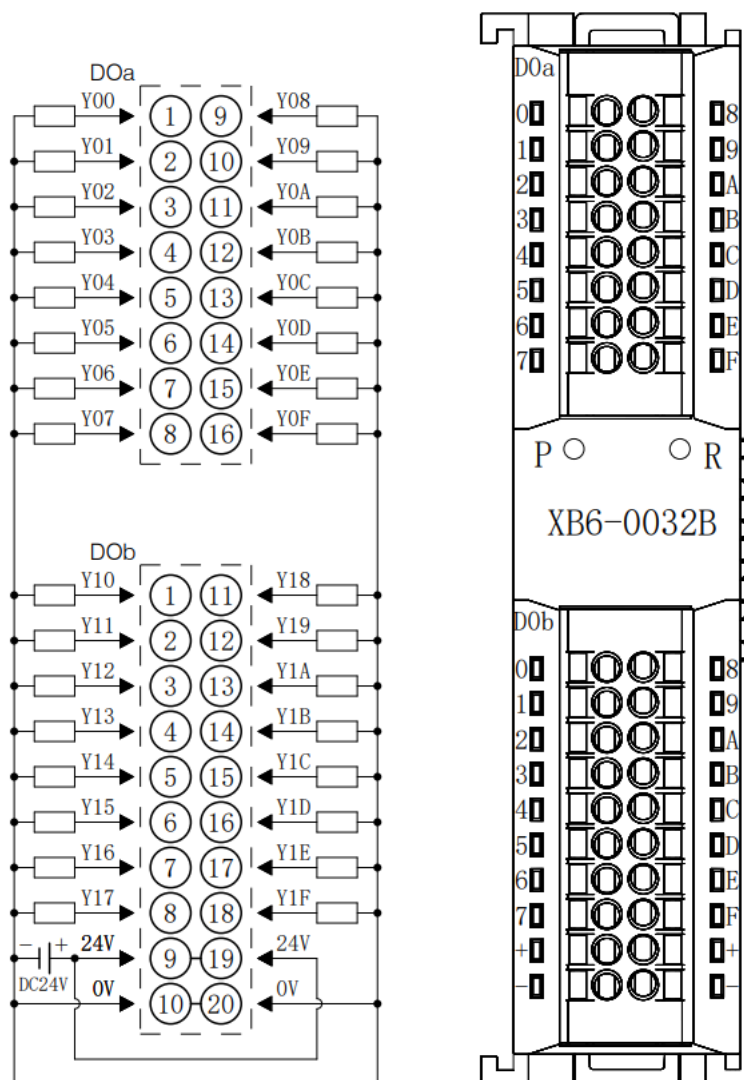 DOa
Y00 1 9 Y08
Y01 2 10 Y09
Y02 3 11 Y0A
Y03 4 12 Y0B
Y04 5 13 Y0C
Y05 6 14 Y0D
Y06 7 15 Y0E
Y07 8 16 Y0F
DOb
Y10 1 11 Y18
Y11 2 12 Y19
Y12 3 13 Y1A
Y13 4 14 Y1B
Y14 5 15 Y1C
Y15 6 16 Y1D
Y16 7 17 Y1E
Y17 8 18 Y1F
- + 24V 9 19 24V
DC24V
0V 10 20 0V
DOa
0 8
1 9
2 A
3 B
4 C
5 D
6 E
7 F
P R
XB6-0032B
DOb
0 8
1 9
2 A
3 B
4 C
5 D
6 E
7 F
+ +
- -